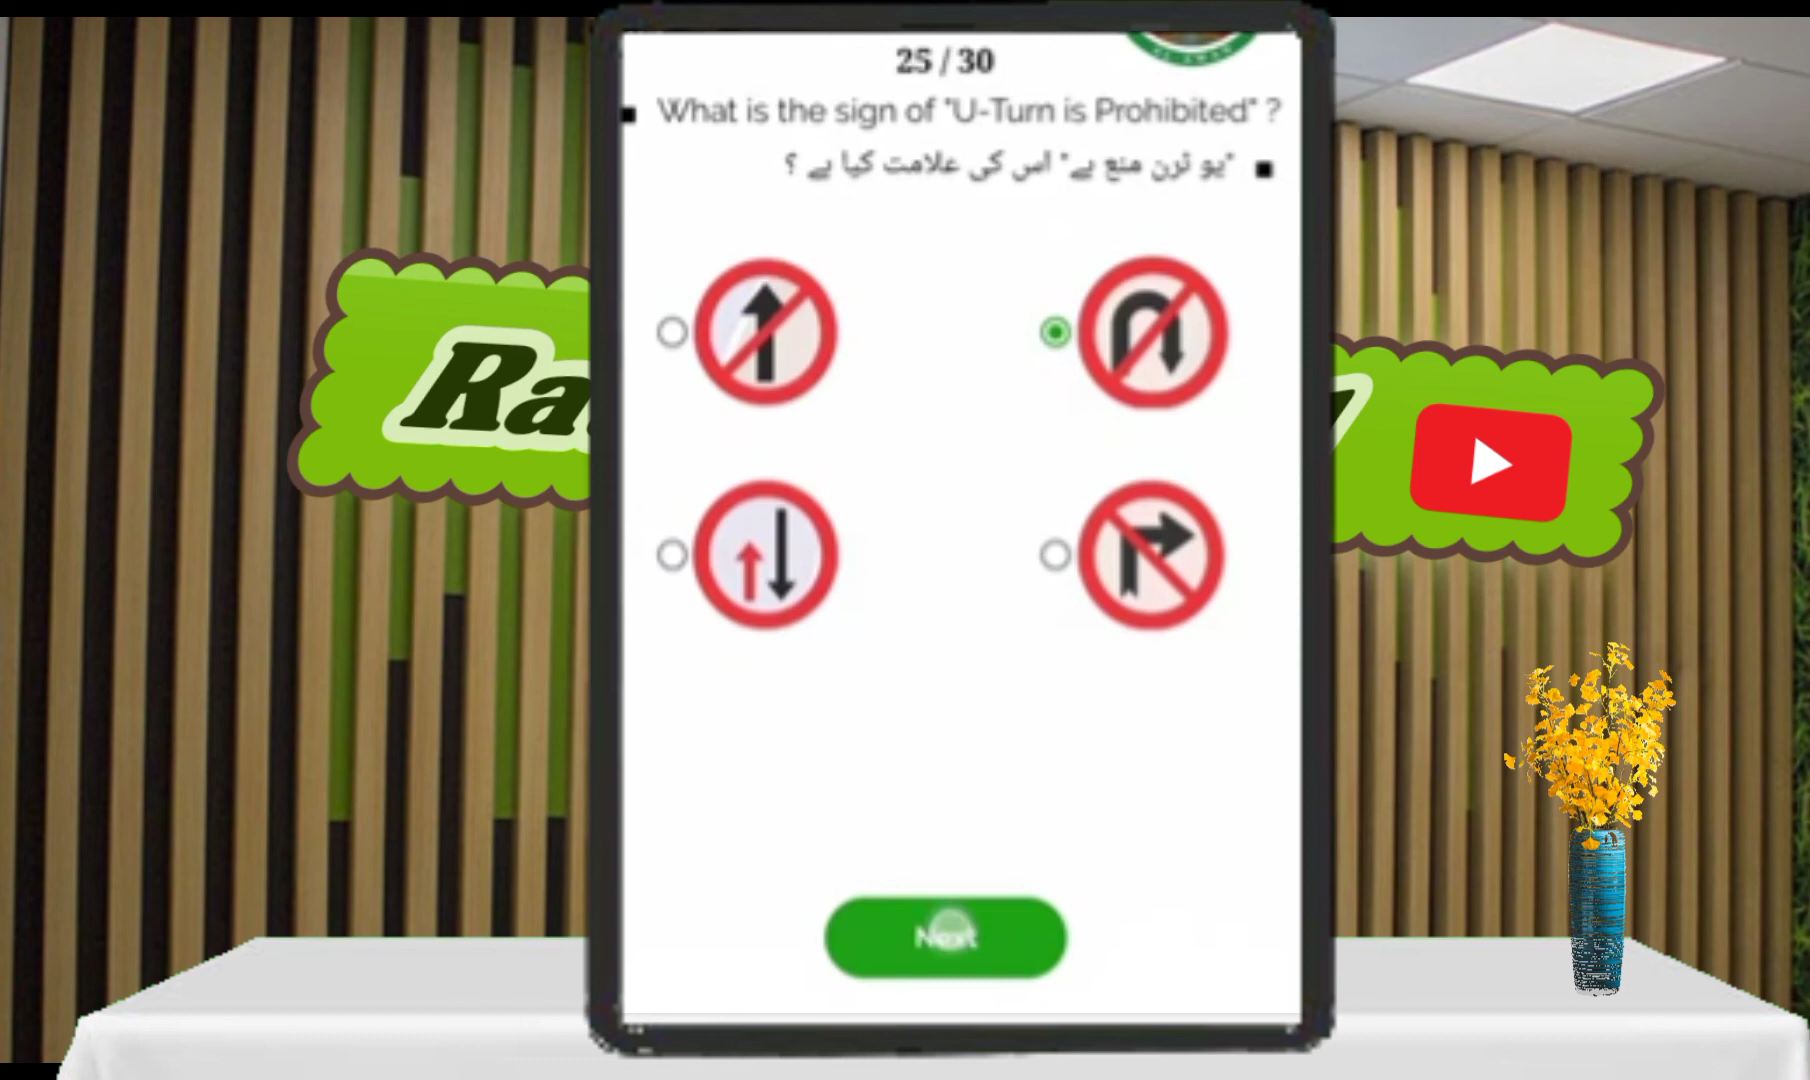 25 / 30
What is the sign of "U-Turn is Prohibited" ?
"یو ٹرن منع ہے" اس کی علامت کیا ہے ؟
Ra
Next